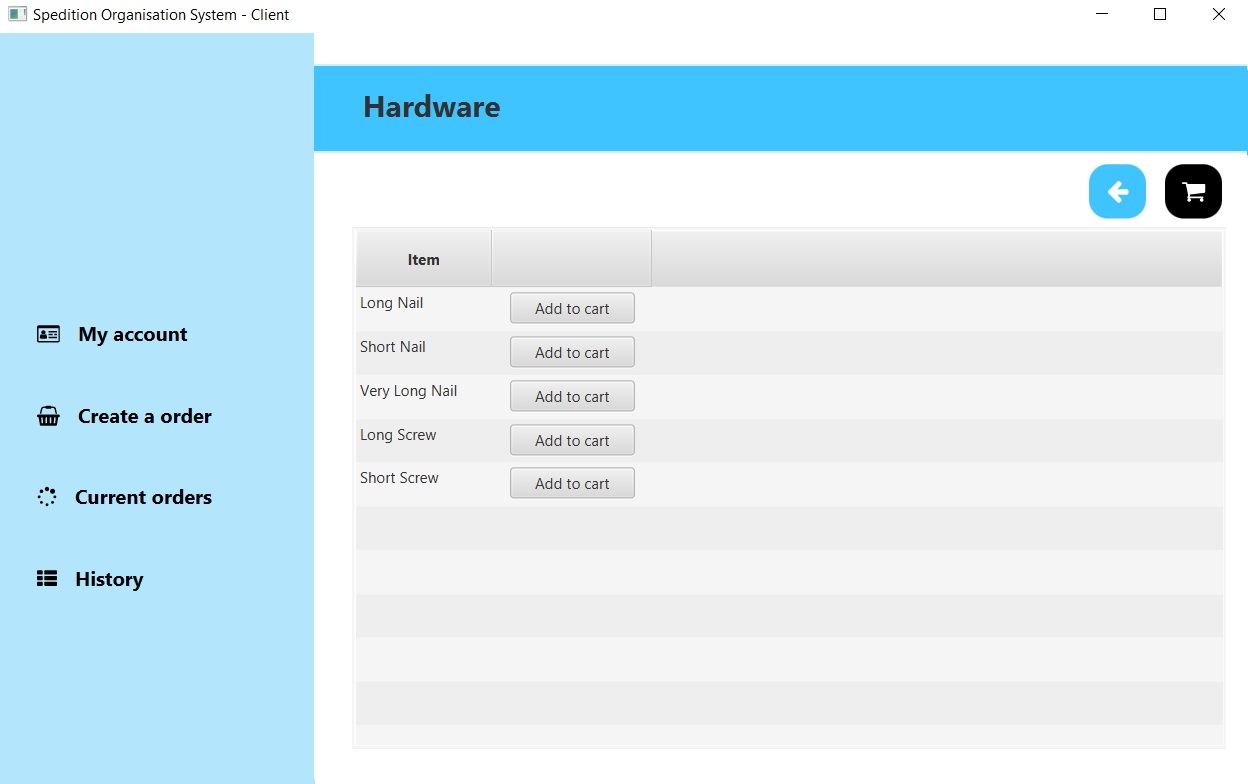 Spedition Organisation System - Client
Hardware
My account
Create a order
Current orders
History
Item
Long Nail
Add to cart
Short Nail
Add to cart
Very Long Nail
Add to cart
Long Screw
Add to cart
Short Screw
Add to cart